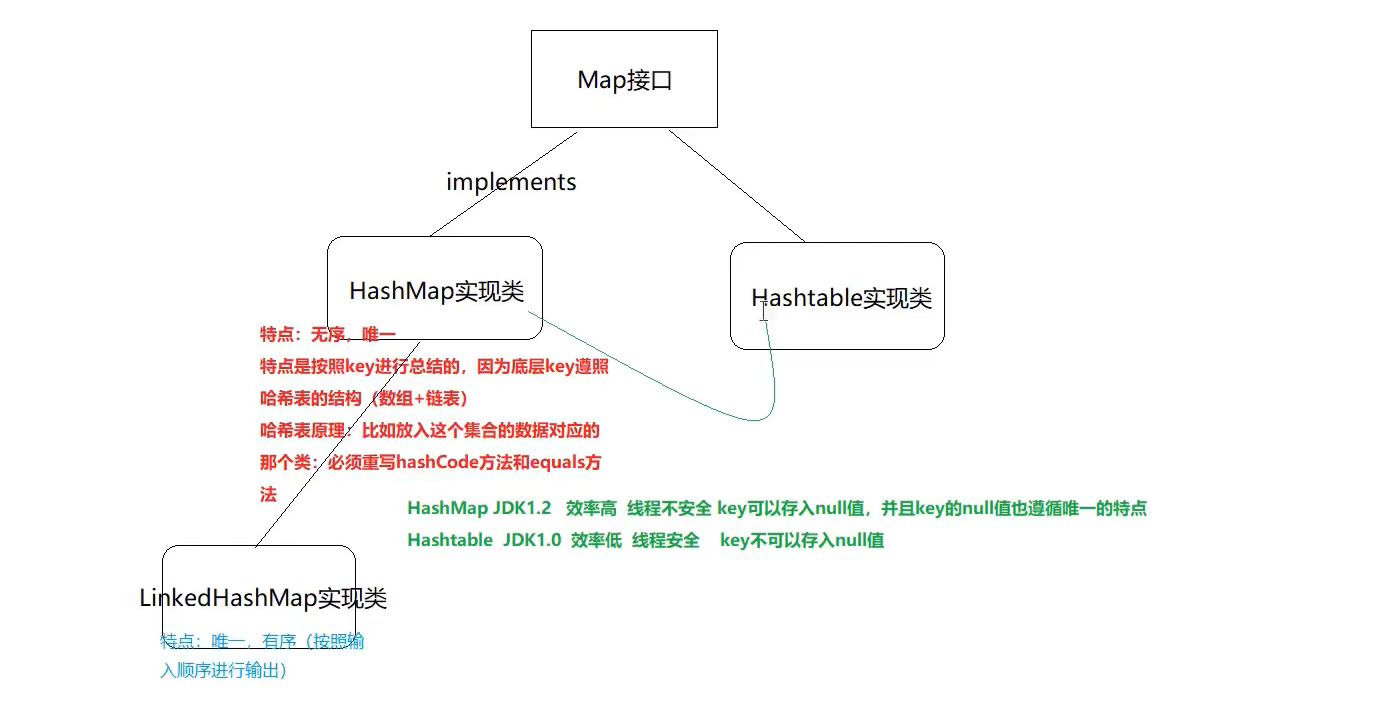 Map接口
implements
HashMap实现类
Hashtable实现类
特点：无序，唯一
特点是按照key进行总结的，因为底层key遵照
哈希表的结构（数组+链表）
哈希表原理：比如放入这个集合的数据对应的
那个类：必须重写hashCode方法和equals方
法
HashMap JDK1.2 效率高 线程不安全 key可以存入null值，并且key的null值也遵循唯一的特点
Hashtable JDK1.0 效率低 线程安全 key不可以存入null值
LinkedHashMap实现类
特点：唯一，有序（按照输
入顺序进行输出）